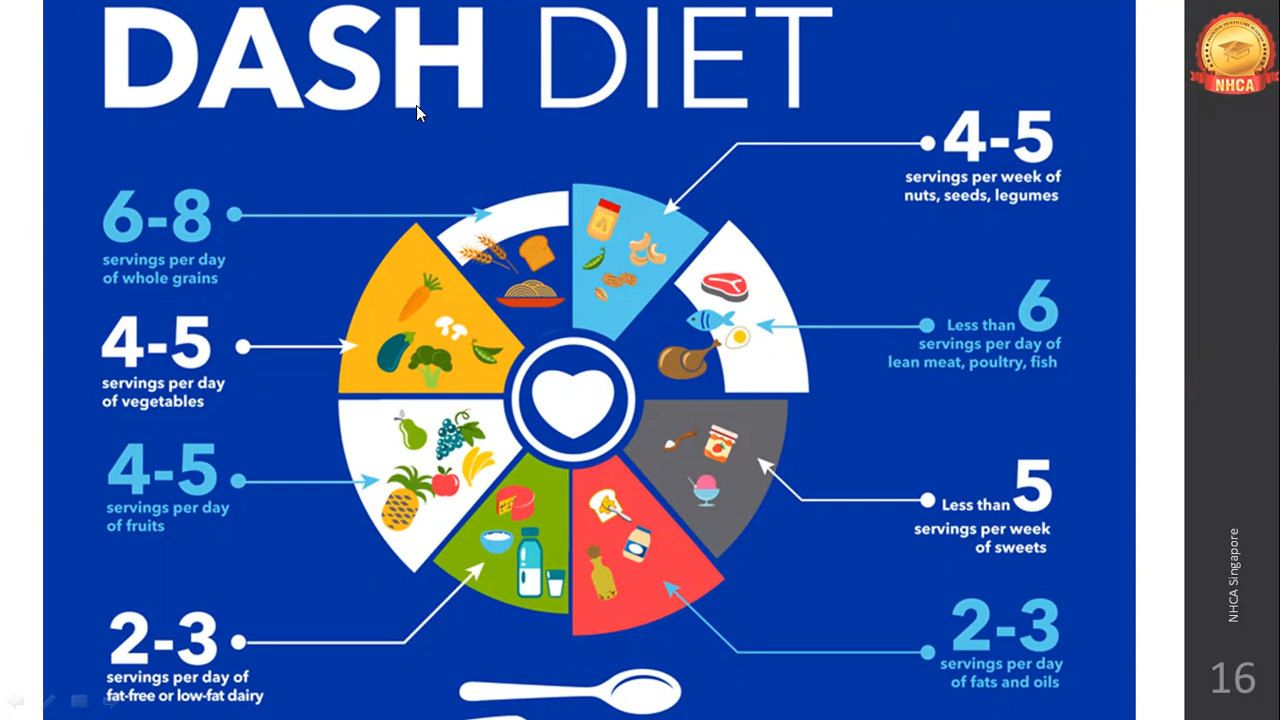 DASH DIET
6-8
servings per day
of whole grains
4-5
servings per day
of vegetables
4-5
servings per day
of fruits
2-3
servings per day of
fat-free or low-fat dairy
4-5
servings per week of
nuts, seeds, legumes
Less than 6
servings per day of
lean meat, poultry, fish
Less than 5
servings per week
of sweets
2-3
servings per day
of fats and oils
NHCA
NHCA Singapore
16